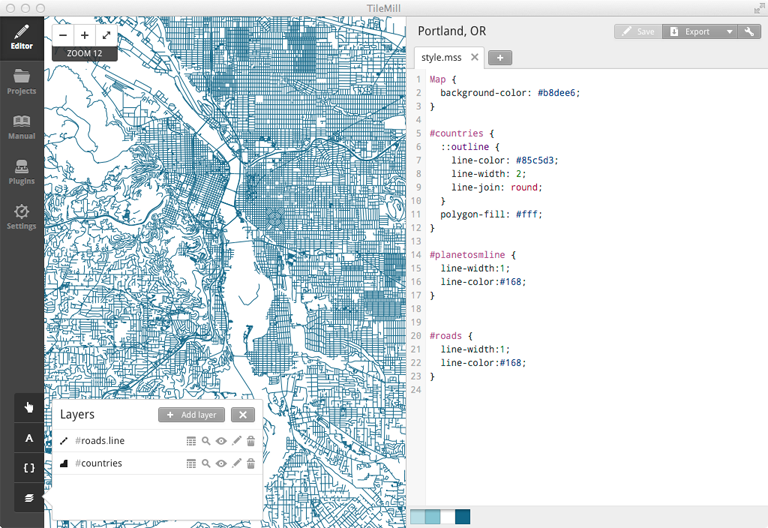 TileMill
Editor
Projects
Manual
Plugins
Settings
ZOOM 12
Portland, OR
Save
Export
style.mss
1 Map {
2 background-color: #b8dee6;
3 }
4
5 #countries {
6 ::outline {
7 line-color: #85c5d3;
8 line-width: 2;
9 line-join: round;
10 }
11 polygon-fill: #fff;
12 }
13
14 #planetosmline {
15 line-width:1;
16 line-color:#168;
17 }
18
19
20 #roads {
21 line-width:1;
22 line-color:#168;
23 }
24
Layers
+ Add layer
#roads.line
#countries
A
{ }